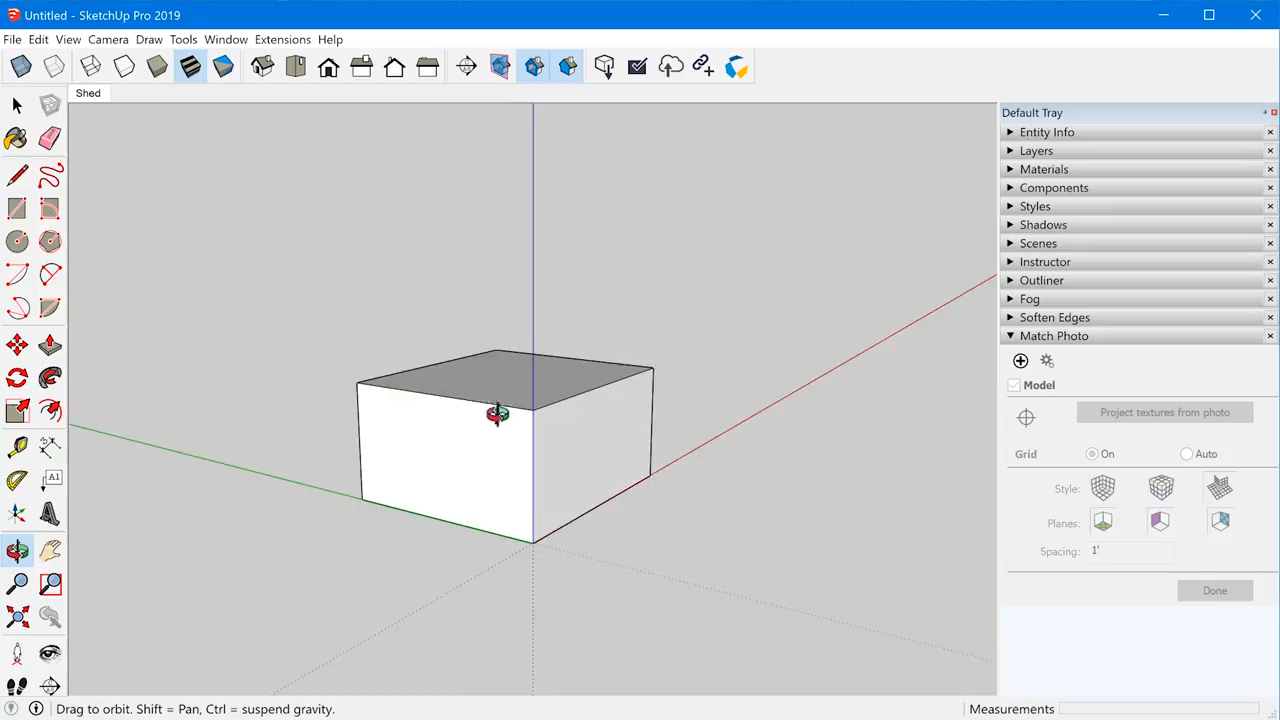 Untitled - SketchUp Pro 2019
File Edit View Camera Draw Tools Window Extensions Help
Shed
Default Tray
Entity Info
Layers
Materials
Components
Styles
Shadows
Scenes
Instructor
Outliner
Fog
Soften Edges
Match Photo
Model
Project textures from photo
Grid On Auto
Style:
Planes:
Spacing: 1'
Done
A1
Drag to orbit. Shift = Pan, Ctrl = suspend gravity.
Measurements